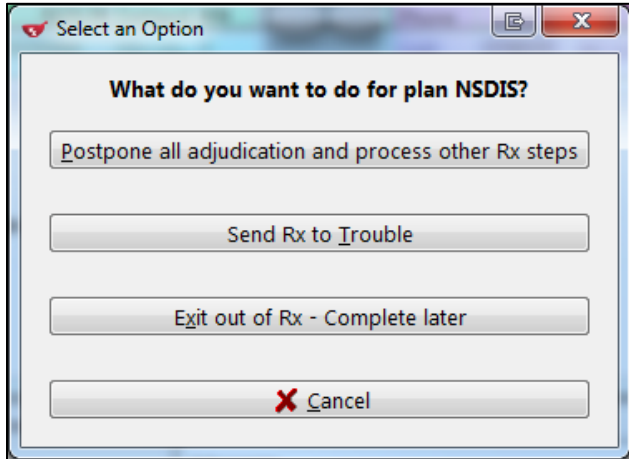 Select an Option
What do you want to do for plan NSDIS?
Postpone all adjudication and process other Rx steps
Send Rx to Trouble
Exit out of Rx - Complete later
Cancel